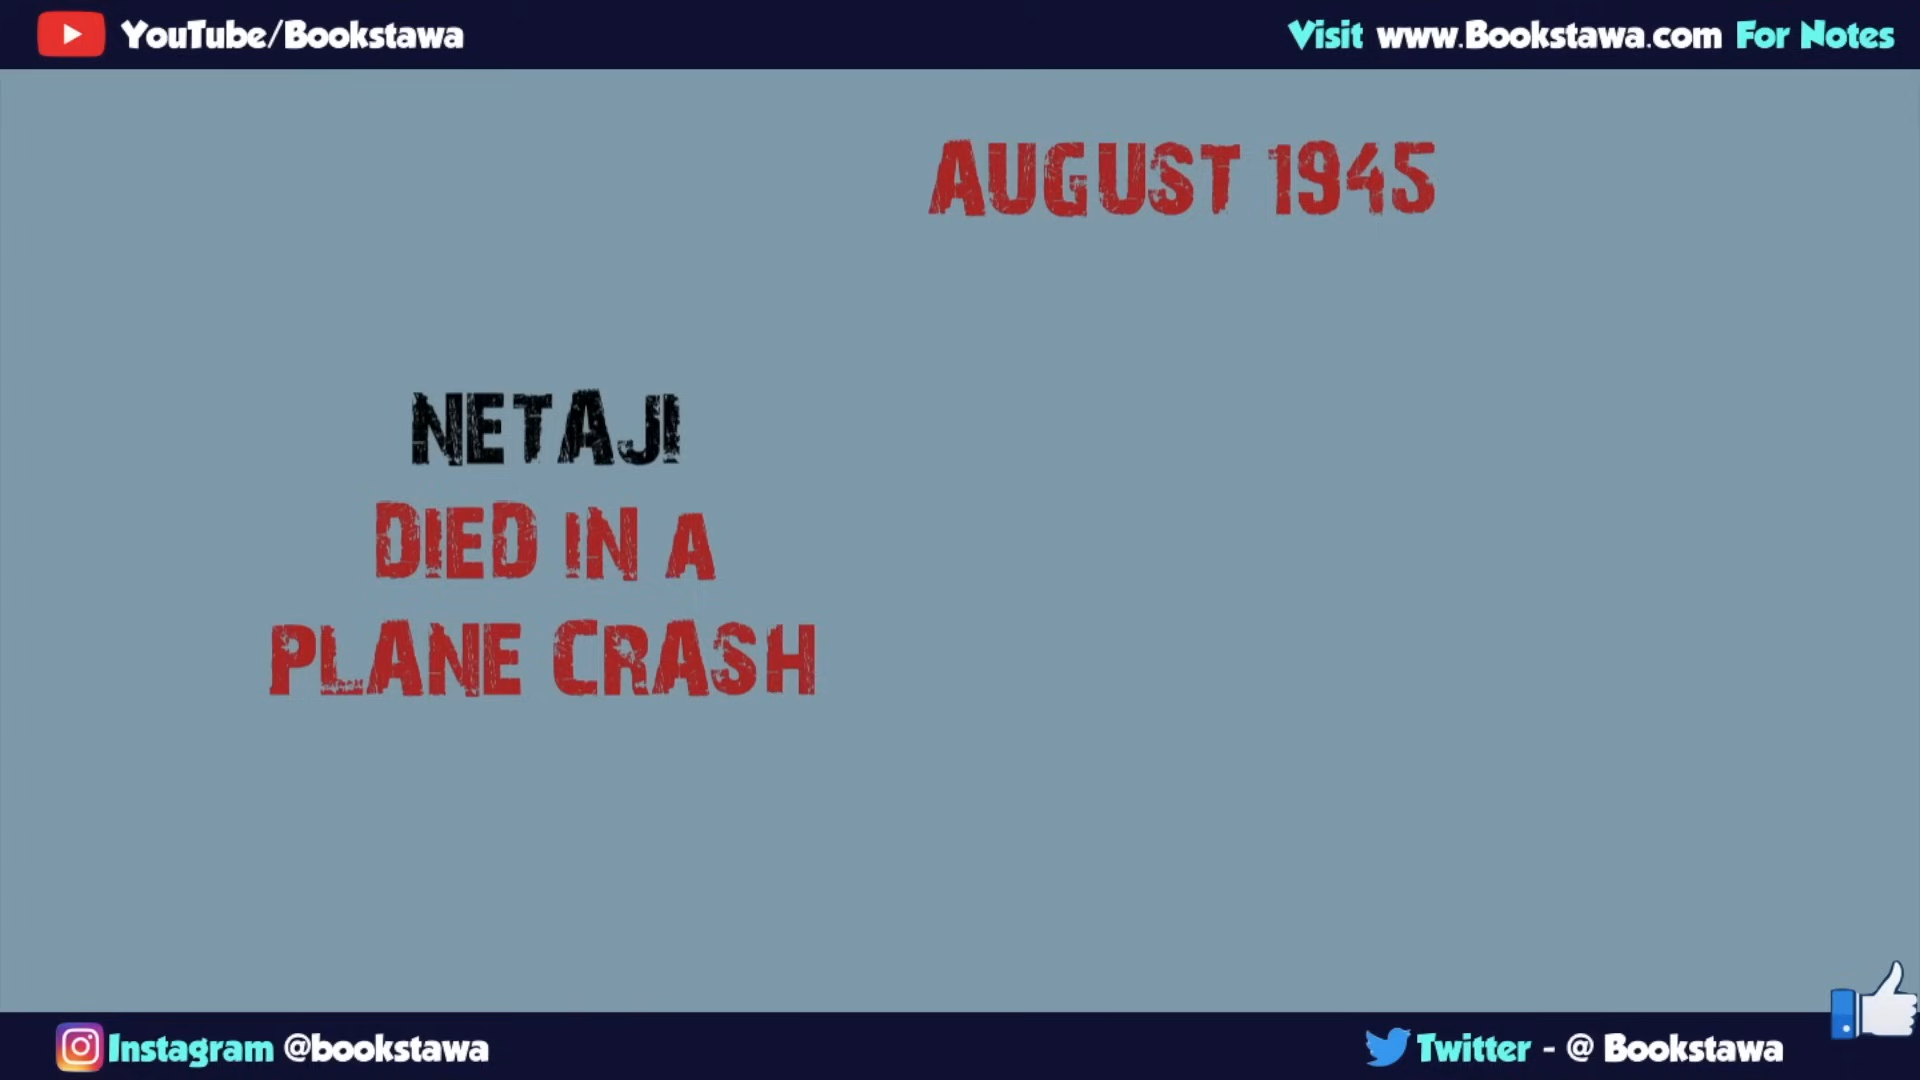 YouTube/Bookstawa
Visit www.Bookstawa.com For Notes
AUGUST 1945
NETAJI
DIED IN A
PLANE CRASH
Instagram @bookstawa
Twitter - @ Bookstawa